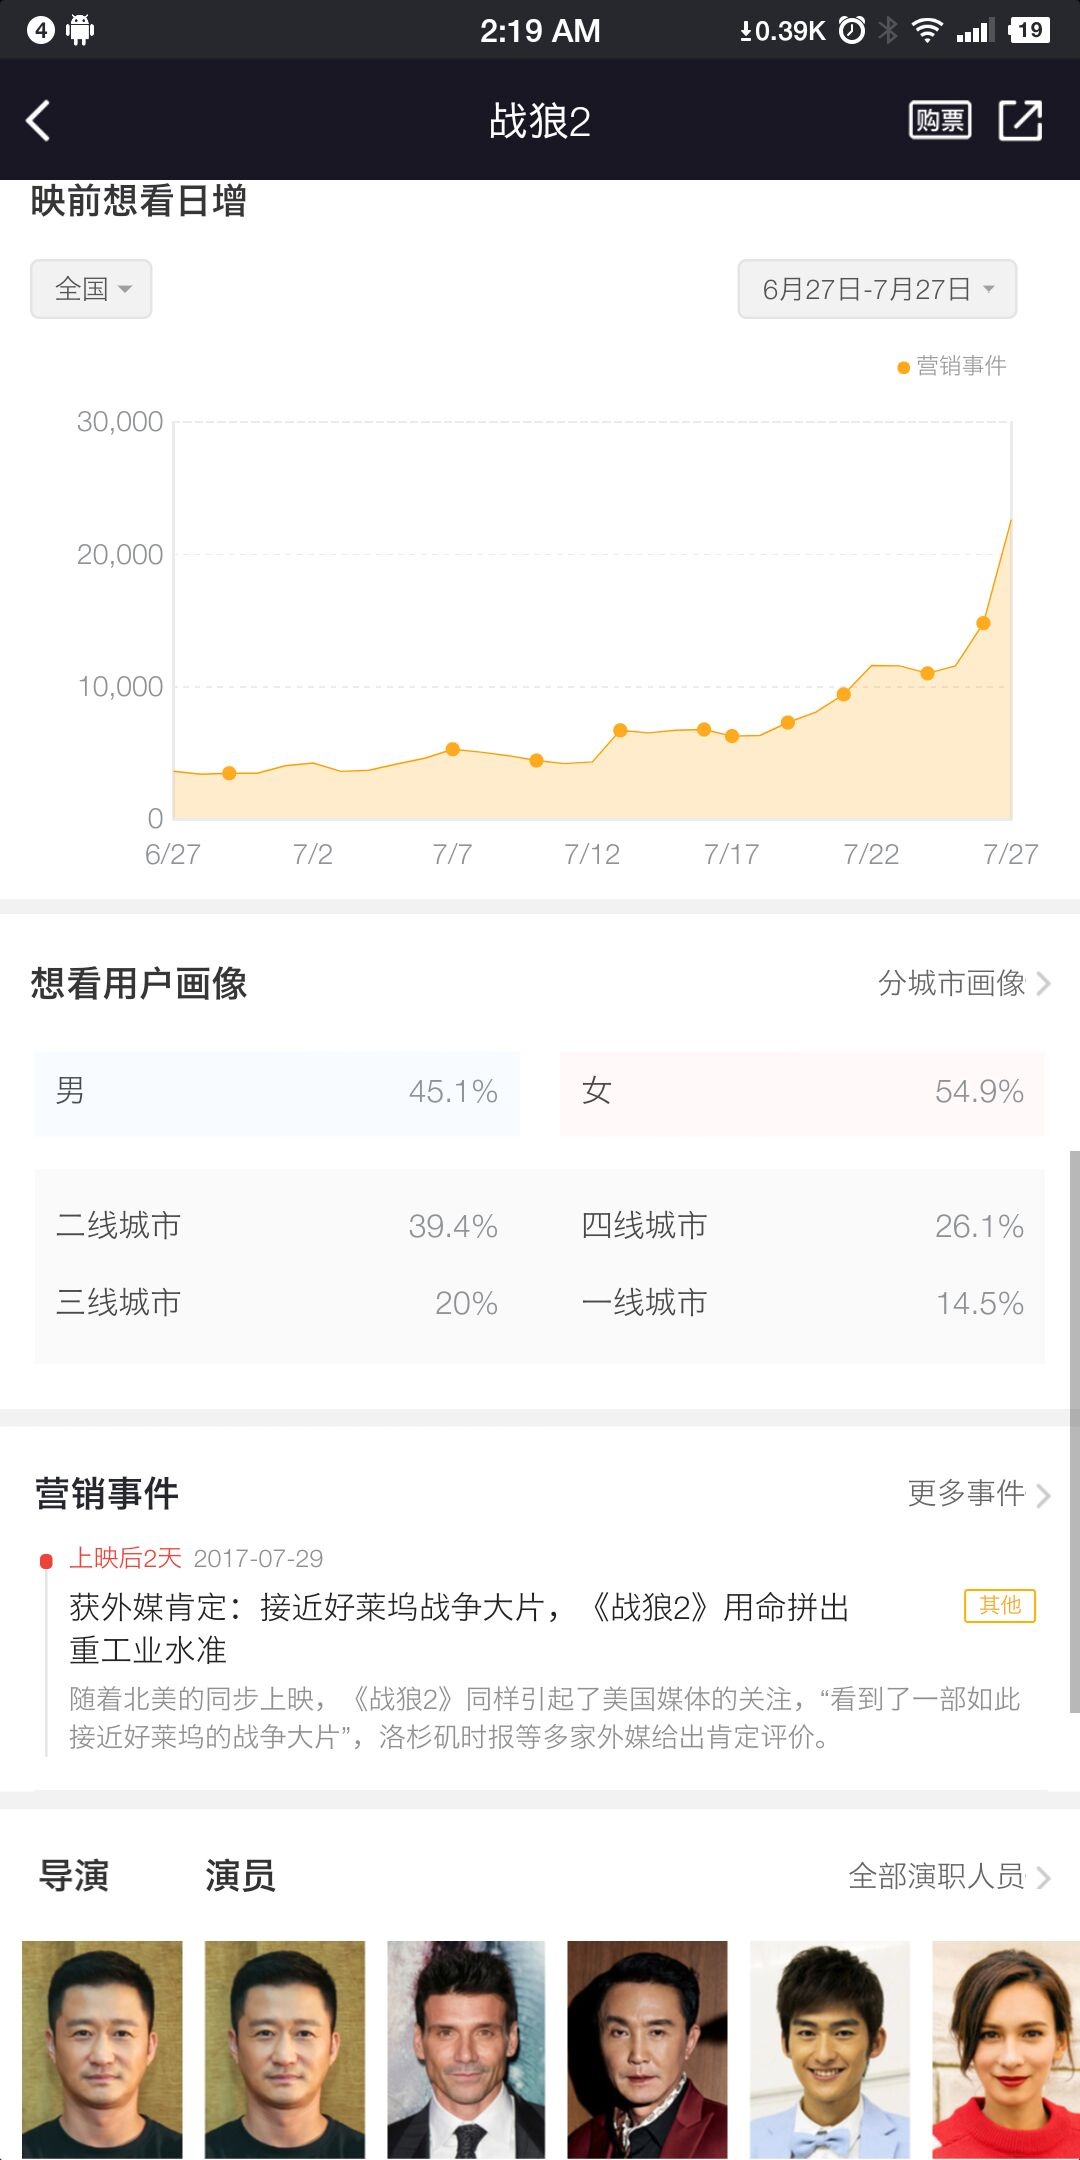 4
2:19 AM
0.39K
19
战狼2
购票
映前想看日增
全国
6月27日-7月27日
营销事件
30,000
20,000
10,000
0
6/27 7/2 7/7 7/12 7/17 7/22 7/27
想看用户画像
分城市画像
男 45.1% 女 54.9%
二线城市 39.4% 四线城市 26.1%
三线城市 20% 一线城市 14.5%
营销事件
更多事件
上映后2天 2017-07-29
获外媒肯定：接近好莱坞战争大片，《战狼2》用命拼出
重工业水准
其他
随着北美的同步上映，《战狼2》同样引起了美国媒体的关注，“看到了一部如此
接近好莱坞的战争大片”，洛杉矶时报等多家外媒给出肯定评价。
导演 演员
全部演职人员